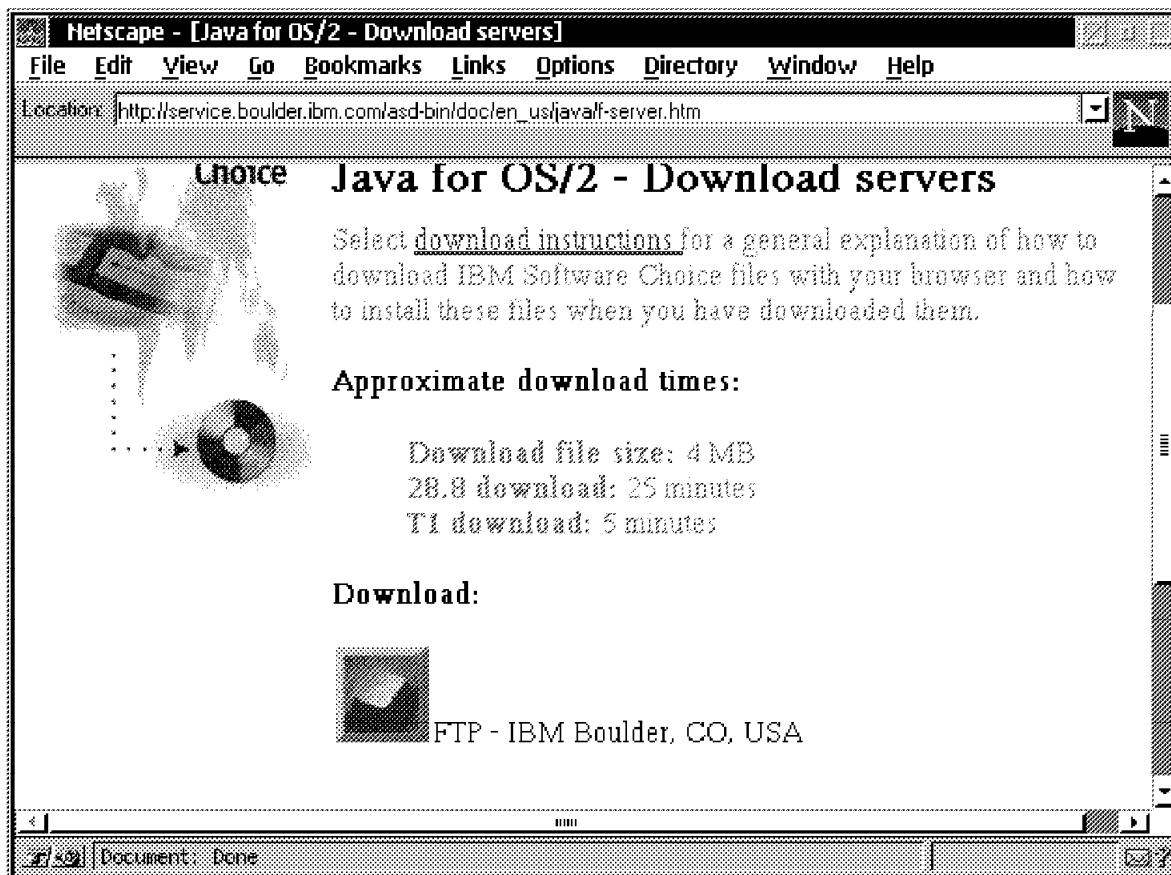 Netscape - [Java for OS/2 - Download servers]
File Edit View Go Bookmarks Links Options Directory Window Help
Location: http://service.boulder.ibm.com/asd-bin/doc/en_us/java/f-server.htm
N
Choice
Java for OS/2 - Download servers
Select download instructions for a general explanation of how to
download IBM Software Choice files with your browser and how
to install these files when you have downloaded them.
Approximate download times:
Download file size: 4 MB
28.8 download: 25 minutes
T1 download: 5 minutes
Download:
FTP - IBM Boulder, CO, USA
Document: Done
?